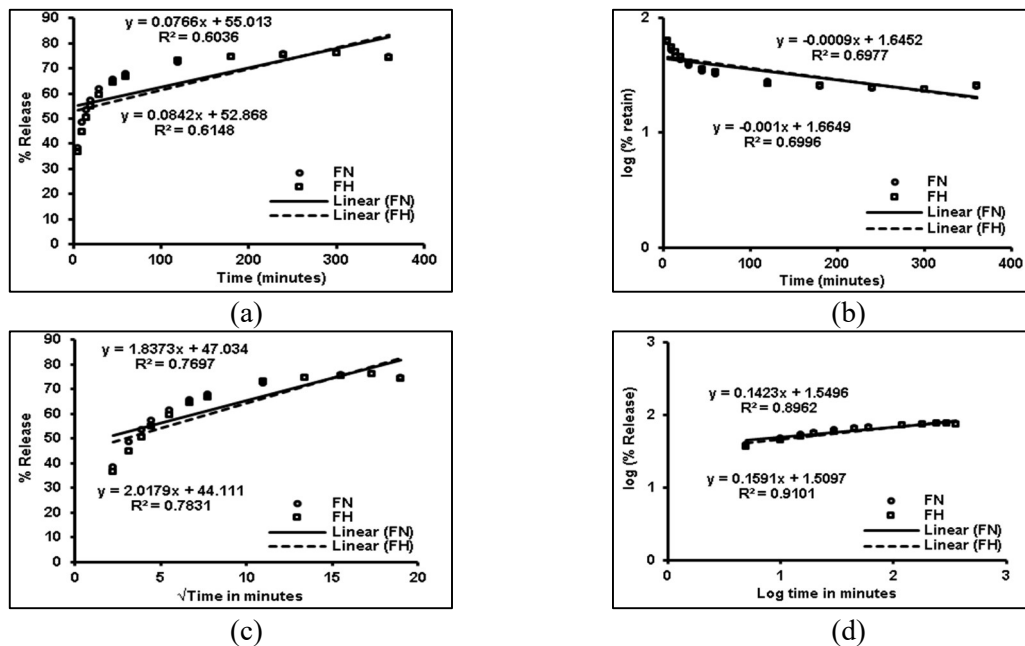 y = 0.0766x + 55.013
R² = 0.6036
y = 0.0842x + 52.868
R² = 0.6148
90
80
70
60
50
40
30
20
10
0
% Release
FN
FH
Linear (FN)
Linear (FH)
0 100 200 300 400
Time (minutes)
(a)
y = -0.0009x + 1.6452
R² = 0.6977
y = -0.001x + 1.6649
R² = 0.6996
2
1
0
log (% retain)
FN
FH
Linear (FN)
Linear (FH)
0 100 200 300 400
Time (minutes)
(b)
y = 1.8373x + 47.034
R² = 0.7697
y = 2.0179x + 44.111
R² = 0.7831
90
80
70
60
50
40
30
20
10
0
% Release
FN
FH
Linear (FN)
Linear (FH)
0 5 10 15 20
√Time in minutes
(c)
y = 0.1423x + 1.5496
R² = 0.8962
y = 0.1591x + 1.5097
R² = 0.9101
3
2
1
0
log (% Release)
FN
FH
Linear (FN)
Linear (FH)
0 1 2 3
Log time in minutes
(d)